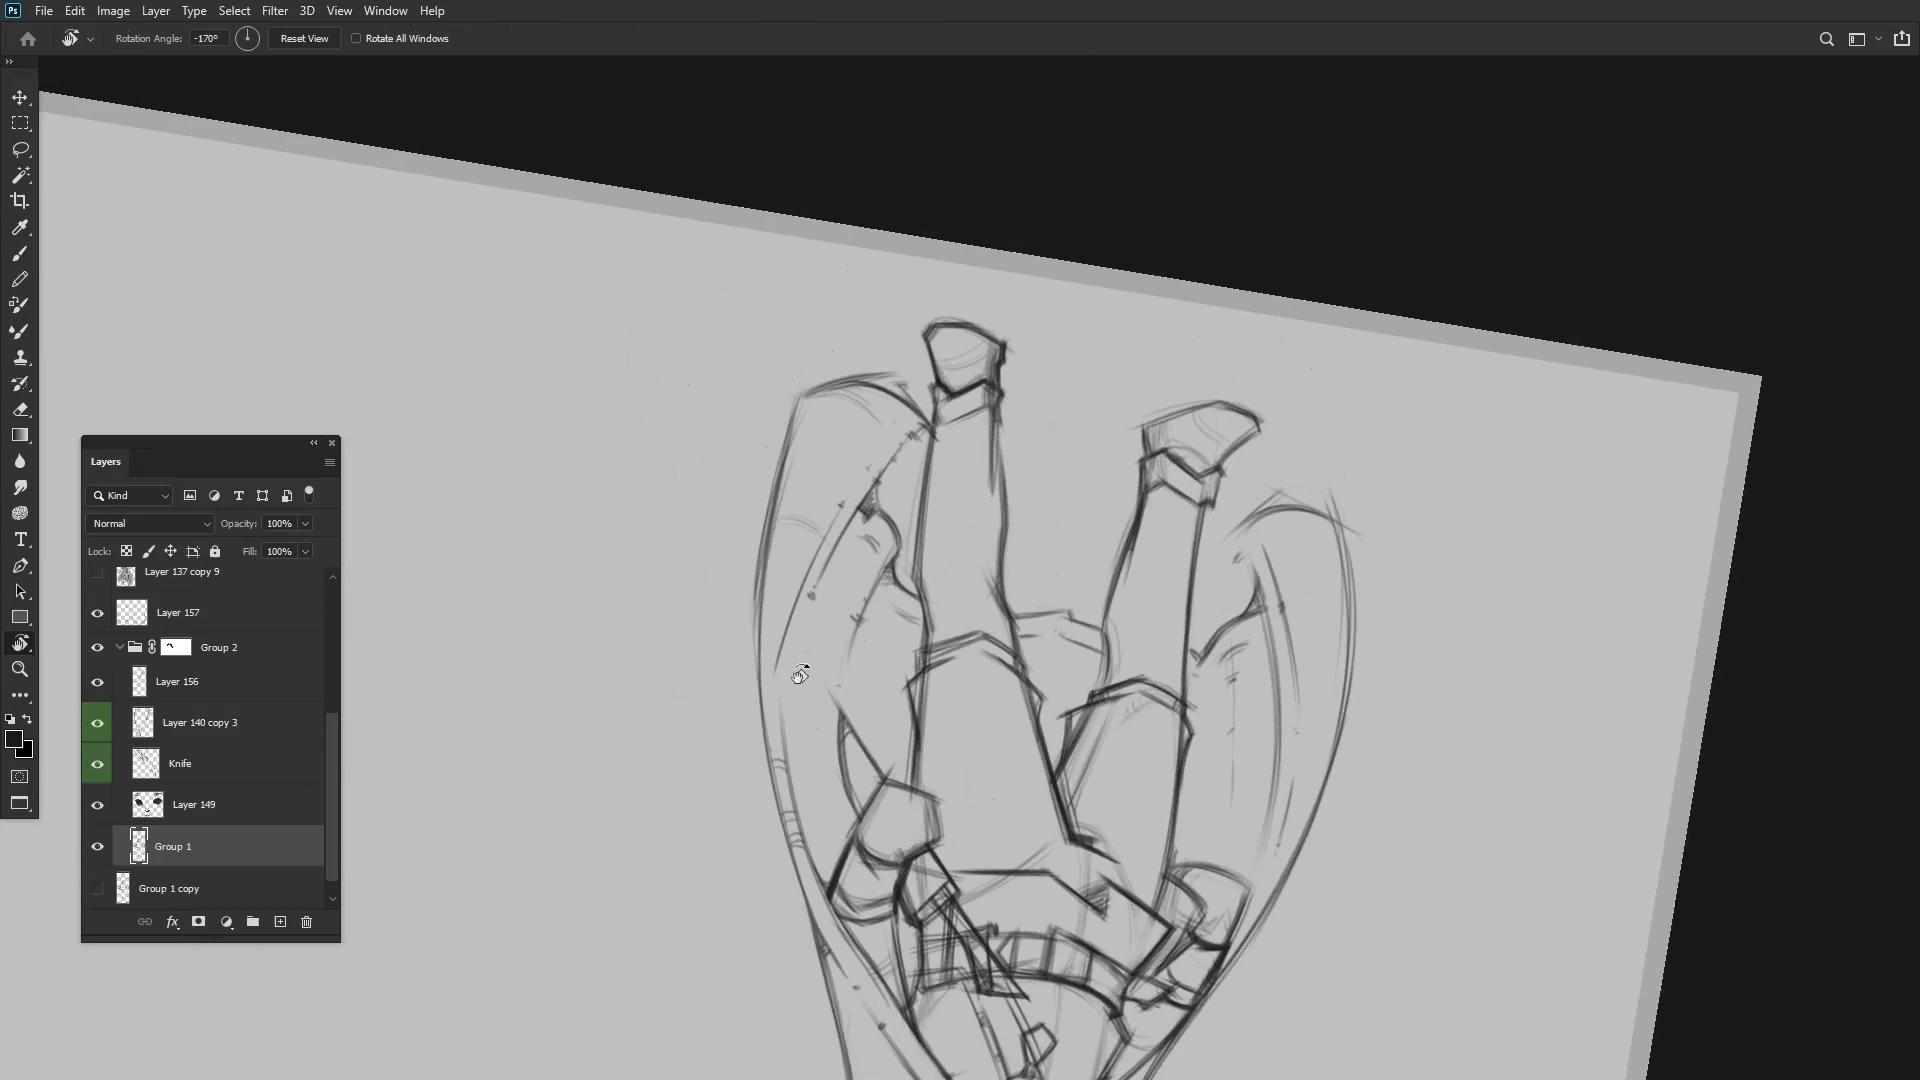 Ps File Edit Image Layer Type Select Filter 3D View Window Help
Rotation Angle: -170° Reset View Rotate All Windows
Layers
Kind
Normal Opacity: 100%
Lock: Fill: 100%
Layer 137 copy 9
Layer 157
Group 2
Layer 156
Layer 140 copy 3
Knife
Layer 149
Group 1
Group 1 copy
fx